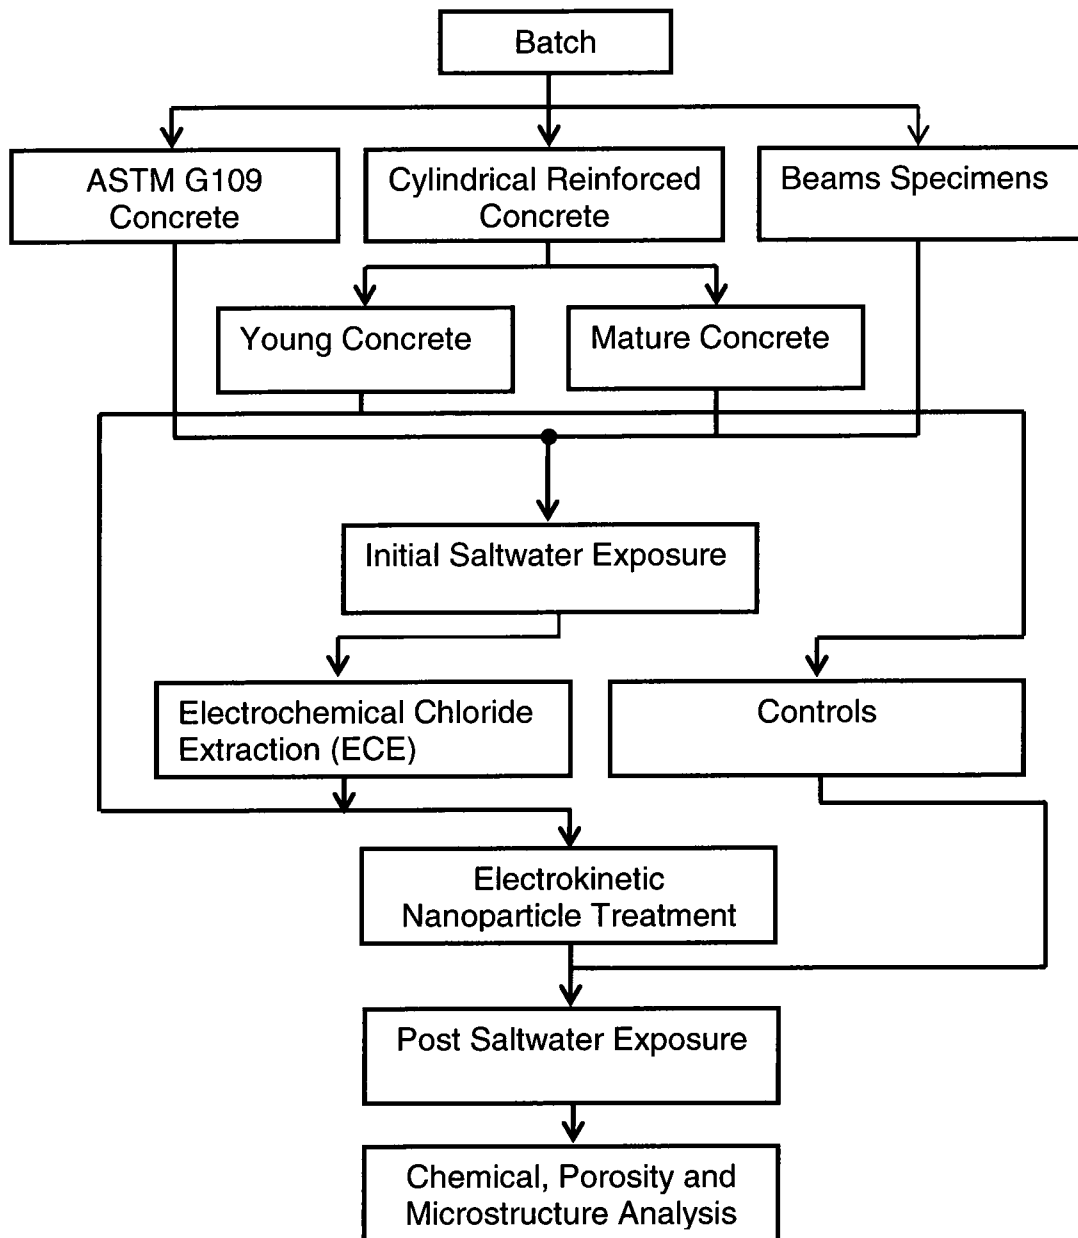 Batch
ASTM G109
Concrete
Cylindrical Reinforced
Concrete
Beams Specimens
Young Concrete
Mature Concrete
Initial Saltwater Exposure
Electrochemical Chloride
Extraction (ECE)
Controls
Electrokinetic
Nanoparticle Treatment
Post Saltwater Exposure
Chemical, Porosity and
Microstructure Analysis